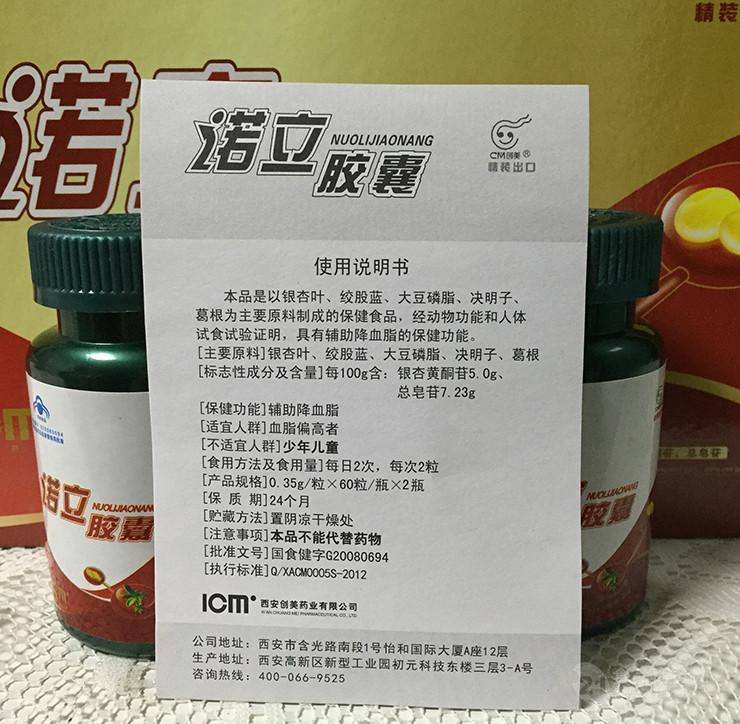 精装
诺
诺立胶囊
NUOLIJIAONANG
CM创美®
精装出口
使用说明书
本品是以银杏叶、绞股蓝、大豆磷脂、决明子、
葛根为主要原料制成的保健食品，经动物功能和人体
试食试验证明，具有辅助降血脂的保健功能。
[主要原料]银杏叶、绞股蓝、大豆磷脂、决明子、葛根
[标志性成分及含量]每100g含：银杏黄酮苷5.0g、
总皂苷7.23g
[保健功能]辅助降血脂
[适宜人群]血脂偏高者
[不适宜人群]少年儿童
[食用方法及食用量]每日2次，每次2粒
[产品规格]0.35g/粒×60粒/瓶×2瓶
[保 质 期]24个月
[贮藏方法]置阴凉干燥处
[注意事项]本品不能代替药物
[批准文号]国食健字G20080694
[执行标准]Q/XACM0005S-2012
ICM 西安创美药业有限公司
XI'AN CHUANG MEI PHARMACEUTICAL CO., LTD.
公司地址：西安市含光路南段1号怡和国际大厦A座12层
生产地址：西安高新区新型工业园初元科技东楼三层3-A号
咨询热线：400-066-9525
诺立
NUOLIJIAONANG
胶囊
NUOLIJIAONANG
胶囊
总皂苷